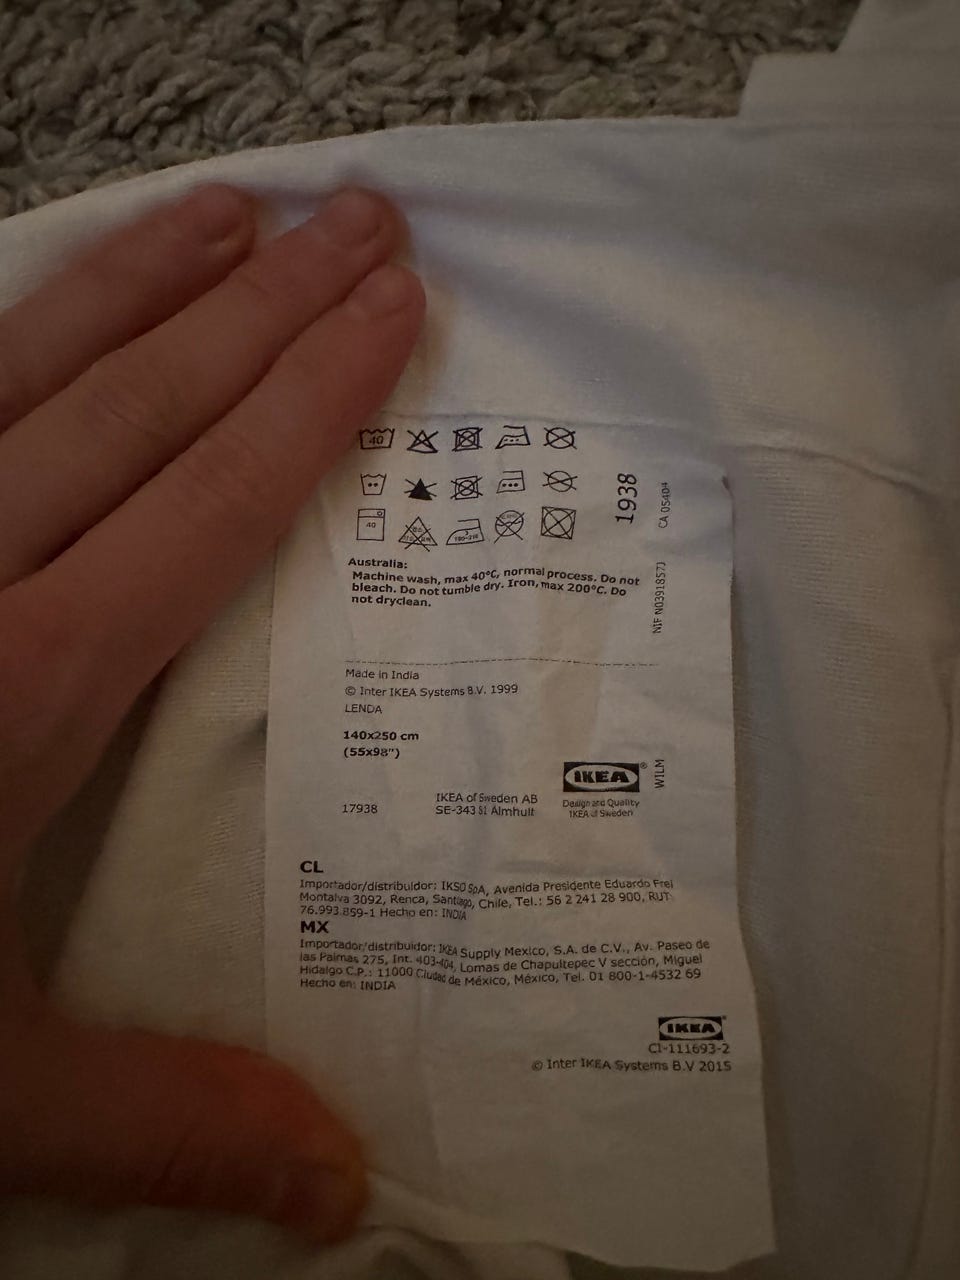 40
1938
CA 05404
40
Australia:
Machine wash, max 40°C, normal process. Do not
bleach. Do not tumble dry. Iron, max 200°C. Do
not dryclean.
Made in India
© Inter IKEA Systems B.V. 1999
LENDA
140x250 cm
(55x98")
IKEA®
WILM
Design and Quality
IKEA of Sweden
17938
IKEA of Sweden AB
SE-343 81 Älmhult
CL
Importador/distribuidor: IKSO SpA, Avenida Presidente Eduardo Frei
Montalva 3092, Renca, Santiago, Chile, Tel.: 56 2 241 28 900, RUT:
76.993.859-1 Hecho en: INDIA
MX
Importador/distribuidor: IKEA Supply Mexico, S.A. de C.V., Av. Paseo de
las Palmas 275, Int. 403-404, Lomas de Chapultepec V sección, Miguel
Hidalgo C.P.: 11000 Ciudad de México, México, Tel. 01 800-1-4532 69
Hecho en: INDIA
IKEA®
CI-111693-2
© Inter IKEA Systems B.V 2015